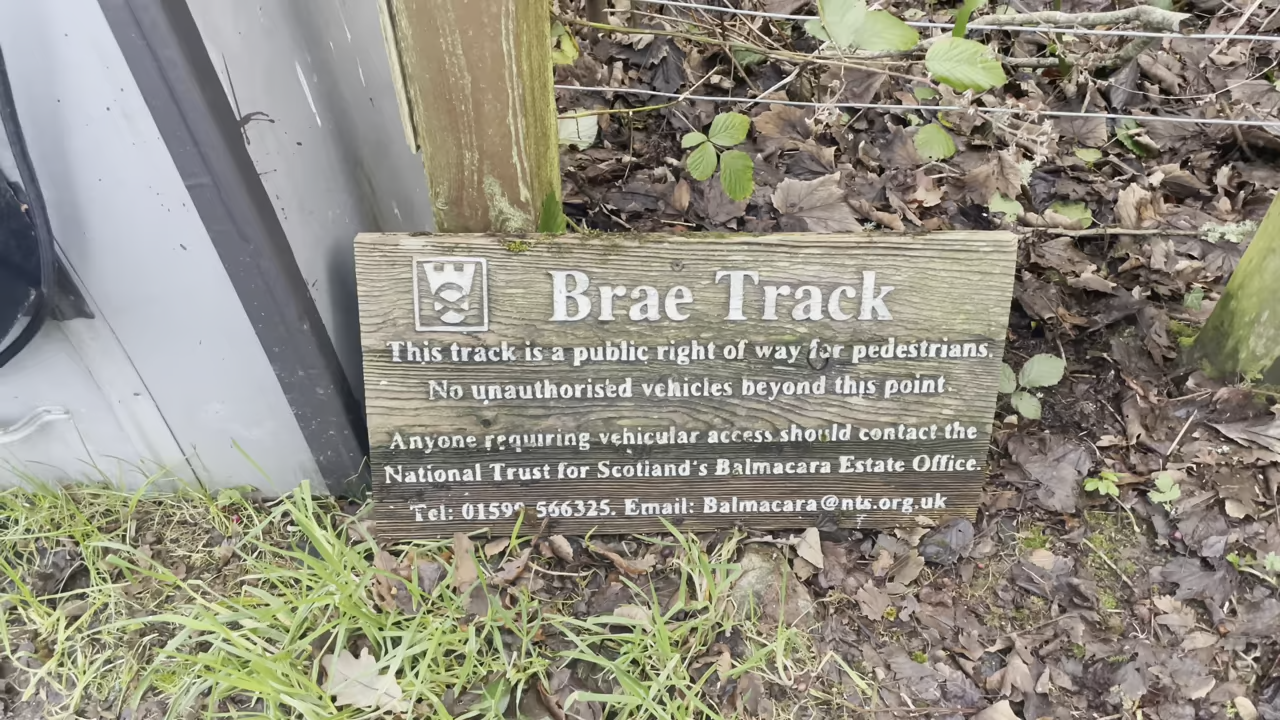 Brae Track
This track is a public right of way for pedestrians.
No unauthorised vehicles beyond this point.
Anyone requiring vehicular access should contact the
National Trust for Scotland's Balmacara Estate Office.
Tel: 01599 566325. Email: Balmacara@nts.org.uk